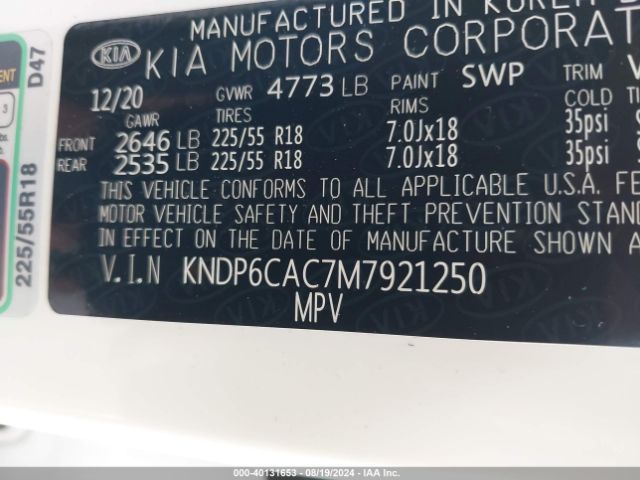 MANUFACTURED IN KOREA
KIA KIA MOTORS CORPORAT
12/20 GVWR 4773 LB PAINT SWP TRIM
GAWR TIRES RIMS COLD
FRONT 2646 LB 225/55 R18 7.0Jx18 35psi
REAR 2535 LB 225/55 R18 7.0Jx18 35psi
THIS VEHICLE CONFORMS TO ALL APPLICABLE U.S.A. FE
MOTOR VEHICLE SAFETY AND THEFT PREVENTION STAN
IN EFFECT ON THE DATE OF MANUFACTURE SHOWN A
V.I.N KNDP6CAC7M7921250
MPV
D47
225/55R18
000-40131653 - 08/19/2024 - IAA, Inc.